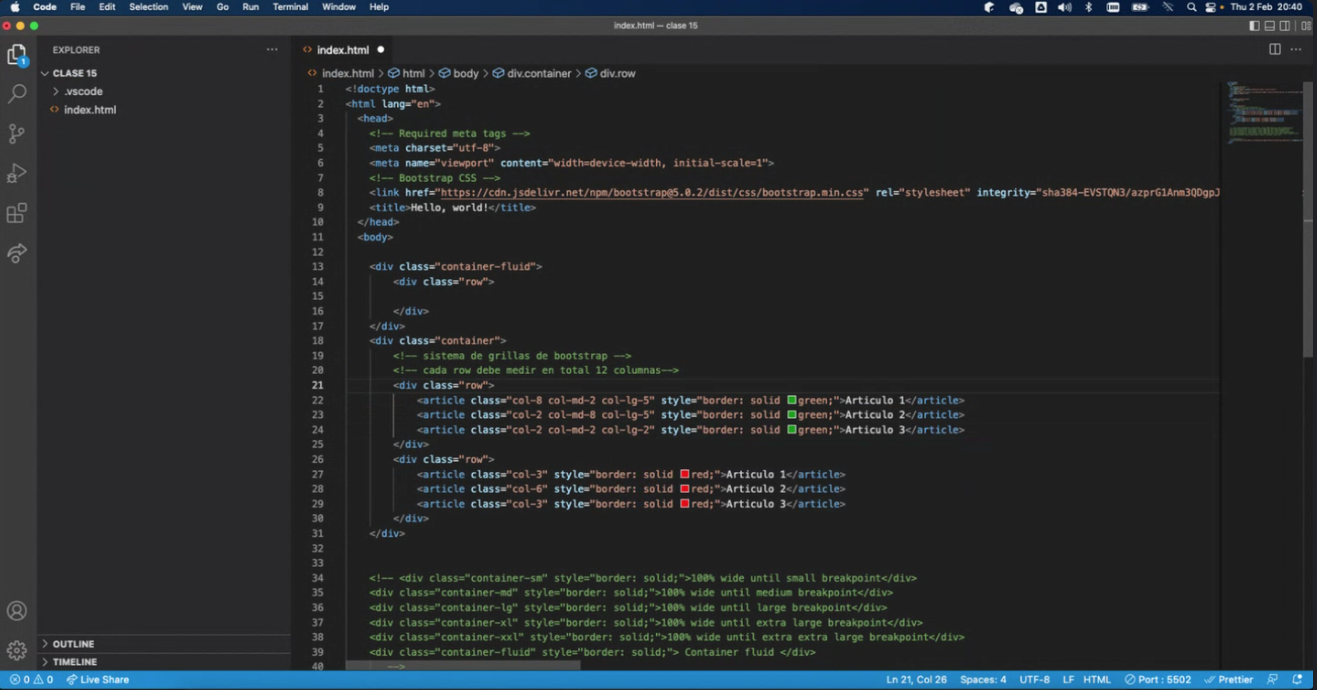 Code File Edit Selection View Go Run Terminal Window Help Thu 2 Feb 20:40
index.html — clase 15
EXPLORER
CLASE 15
.vscode
index.html
OUTLINE
TIMELINE
index.html
index.html > html > body > div.container > div.row
1 <!doctype html>
2 <html lang="en">
3 <head>
4 <!-- Required meta tags -->
5 <meta charset="utf-8">
6 <meta name="viewport" content="width=device-width, initial-scale=1">
7 <!-- Bootstrap CSS -->
8 <link href="https://cdn.jsdelivr.net/npm/bootstrap@5.0.2/dist/css/bootstrap.min.css" rel="stylesheet" integrity="sha384-EVSTQN3/azprG1Anm3QDgpJ
9 <title>Hello, world!</title>
10 </head>
11 <body>
12
13 <div class="container-fluid">
14 <div class="row">
15
16 </div>
17 </div>
18 <div class="container">
19 <!-- sistema de grillas de bootstrap -->
20 <!-- cada row debe medir en total 12 columnas-->
21 <div class="row">
22 <article class="col-8 col-md-2 col-lg-5" style="border: solid green;">Articulo 1</article>
23 <article class="col-2 col-md-8 col-lg-5" style="border: solid green;">Articulo 2</article>
24 <article class="col-2 col-md-2 col-lg-2" style="border: solid green;">Articulo 3</article>
25 </div>
26 <div class="row">
27 <article class="col-3" style="border: solid red;">Articulo 1</article>
28 <article class="col-6" style="border: solid red;">Articulo 2</article>
29 <article class="col-3" style="border: solid red;">Articulo 3</article>
30 </div>
31 </div>
32
33
34 <!-- <div class="container-sm" style="border: solid;">100% wide until small breakpoint</div>
35 <div class="container-md" style="border: solid;">100% wide until medium breakpoint</div>
36 <div class="container-lg" style="border: solid;">100% wide until large breakpoint</div>
37 <div class="container-xl" style="border: solid;">100% wide until extra large breakpoint</div>
38 <div class="container-xxl" style="border: solid;">100% wide until extra extra large breakpoint</div>
39 <div class="container-fluid" style="border: solid;"> Container fluid </div>
40 -->
0 0 Live Share Ln 21, Col 26 Spaces: 4 UTF-8 LF HTML Port : 5502 Prettier